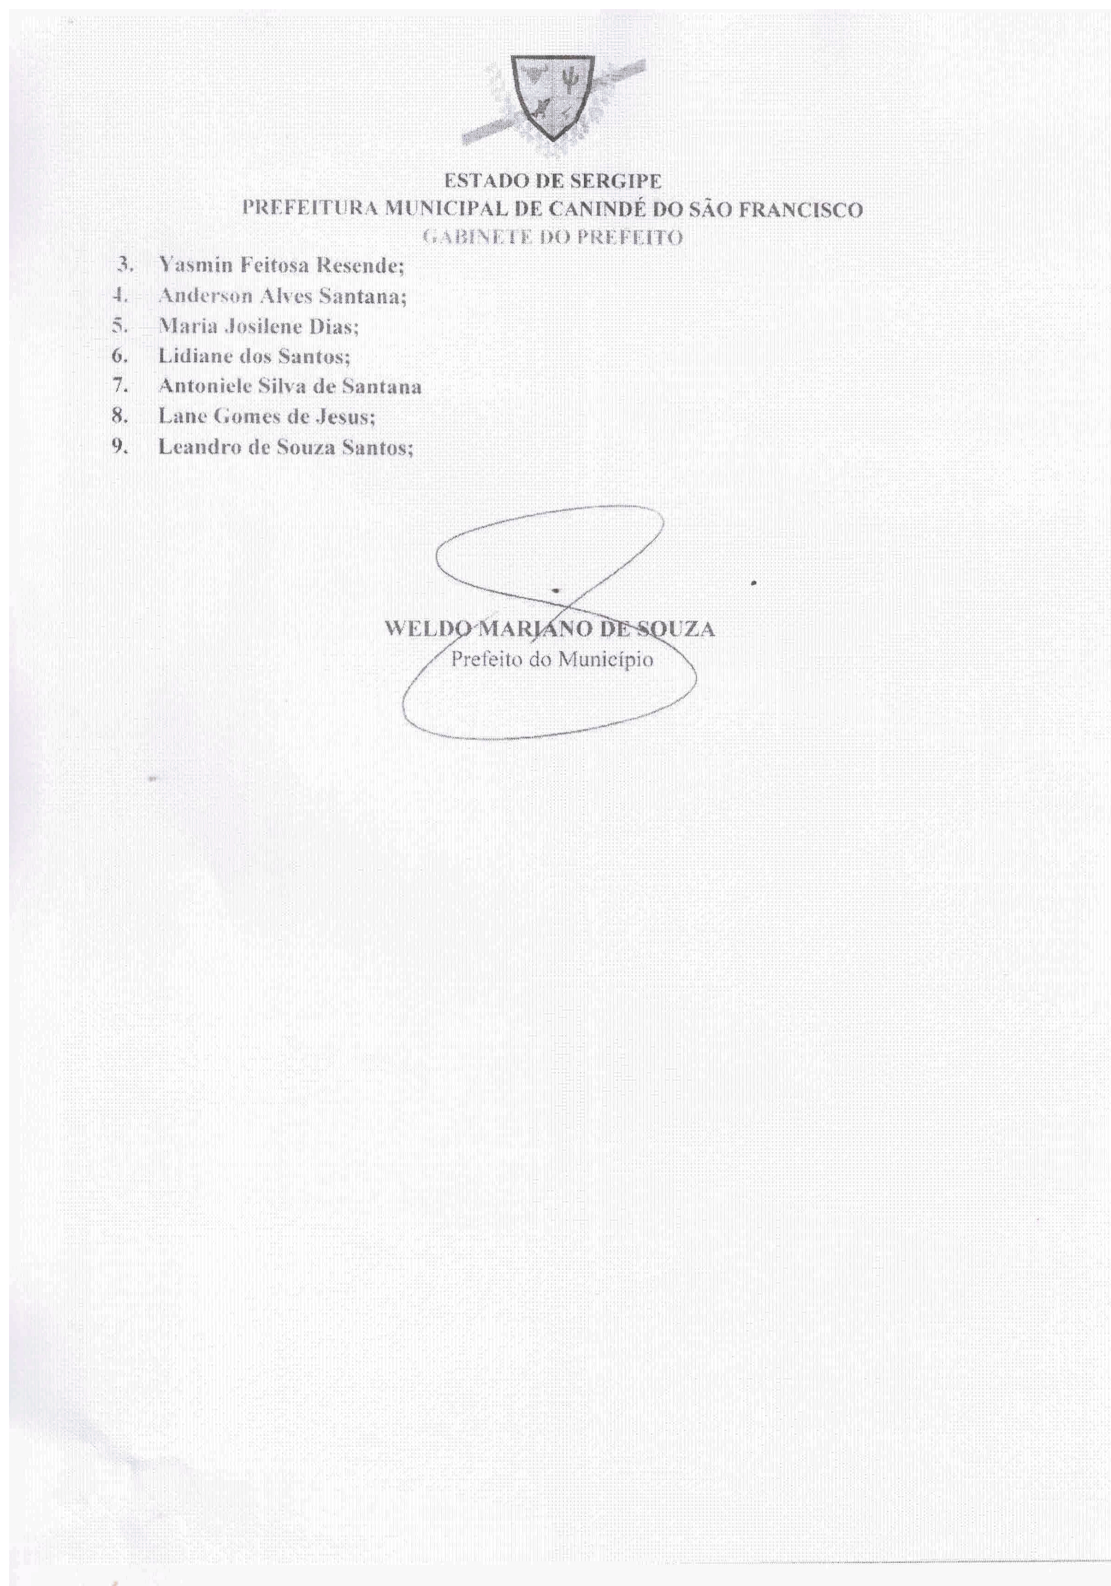 ESTADO DE SERGIPE
PREFEITURA MUNICIPAL DE CANINDÉ DO SÃO FRANCISCO
GABINETE DO PREFEITO
3. Yasmin Feitosa Resende;
4. Anderson Alves Santana;
5. Maria Josilene Dias;
6. Lidiane dos Santos;
7. Antoniele Silva de Santana
8. Lane Gomes de Jesus;
9. Leandro de Souza Santos;
WELDO MARIANO DE SOUZA
Prefeito do Município